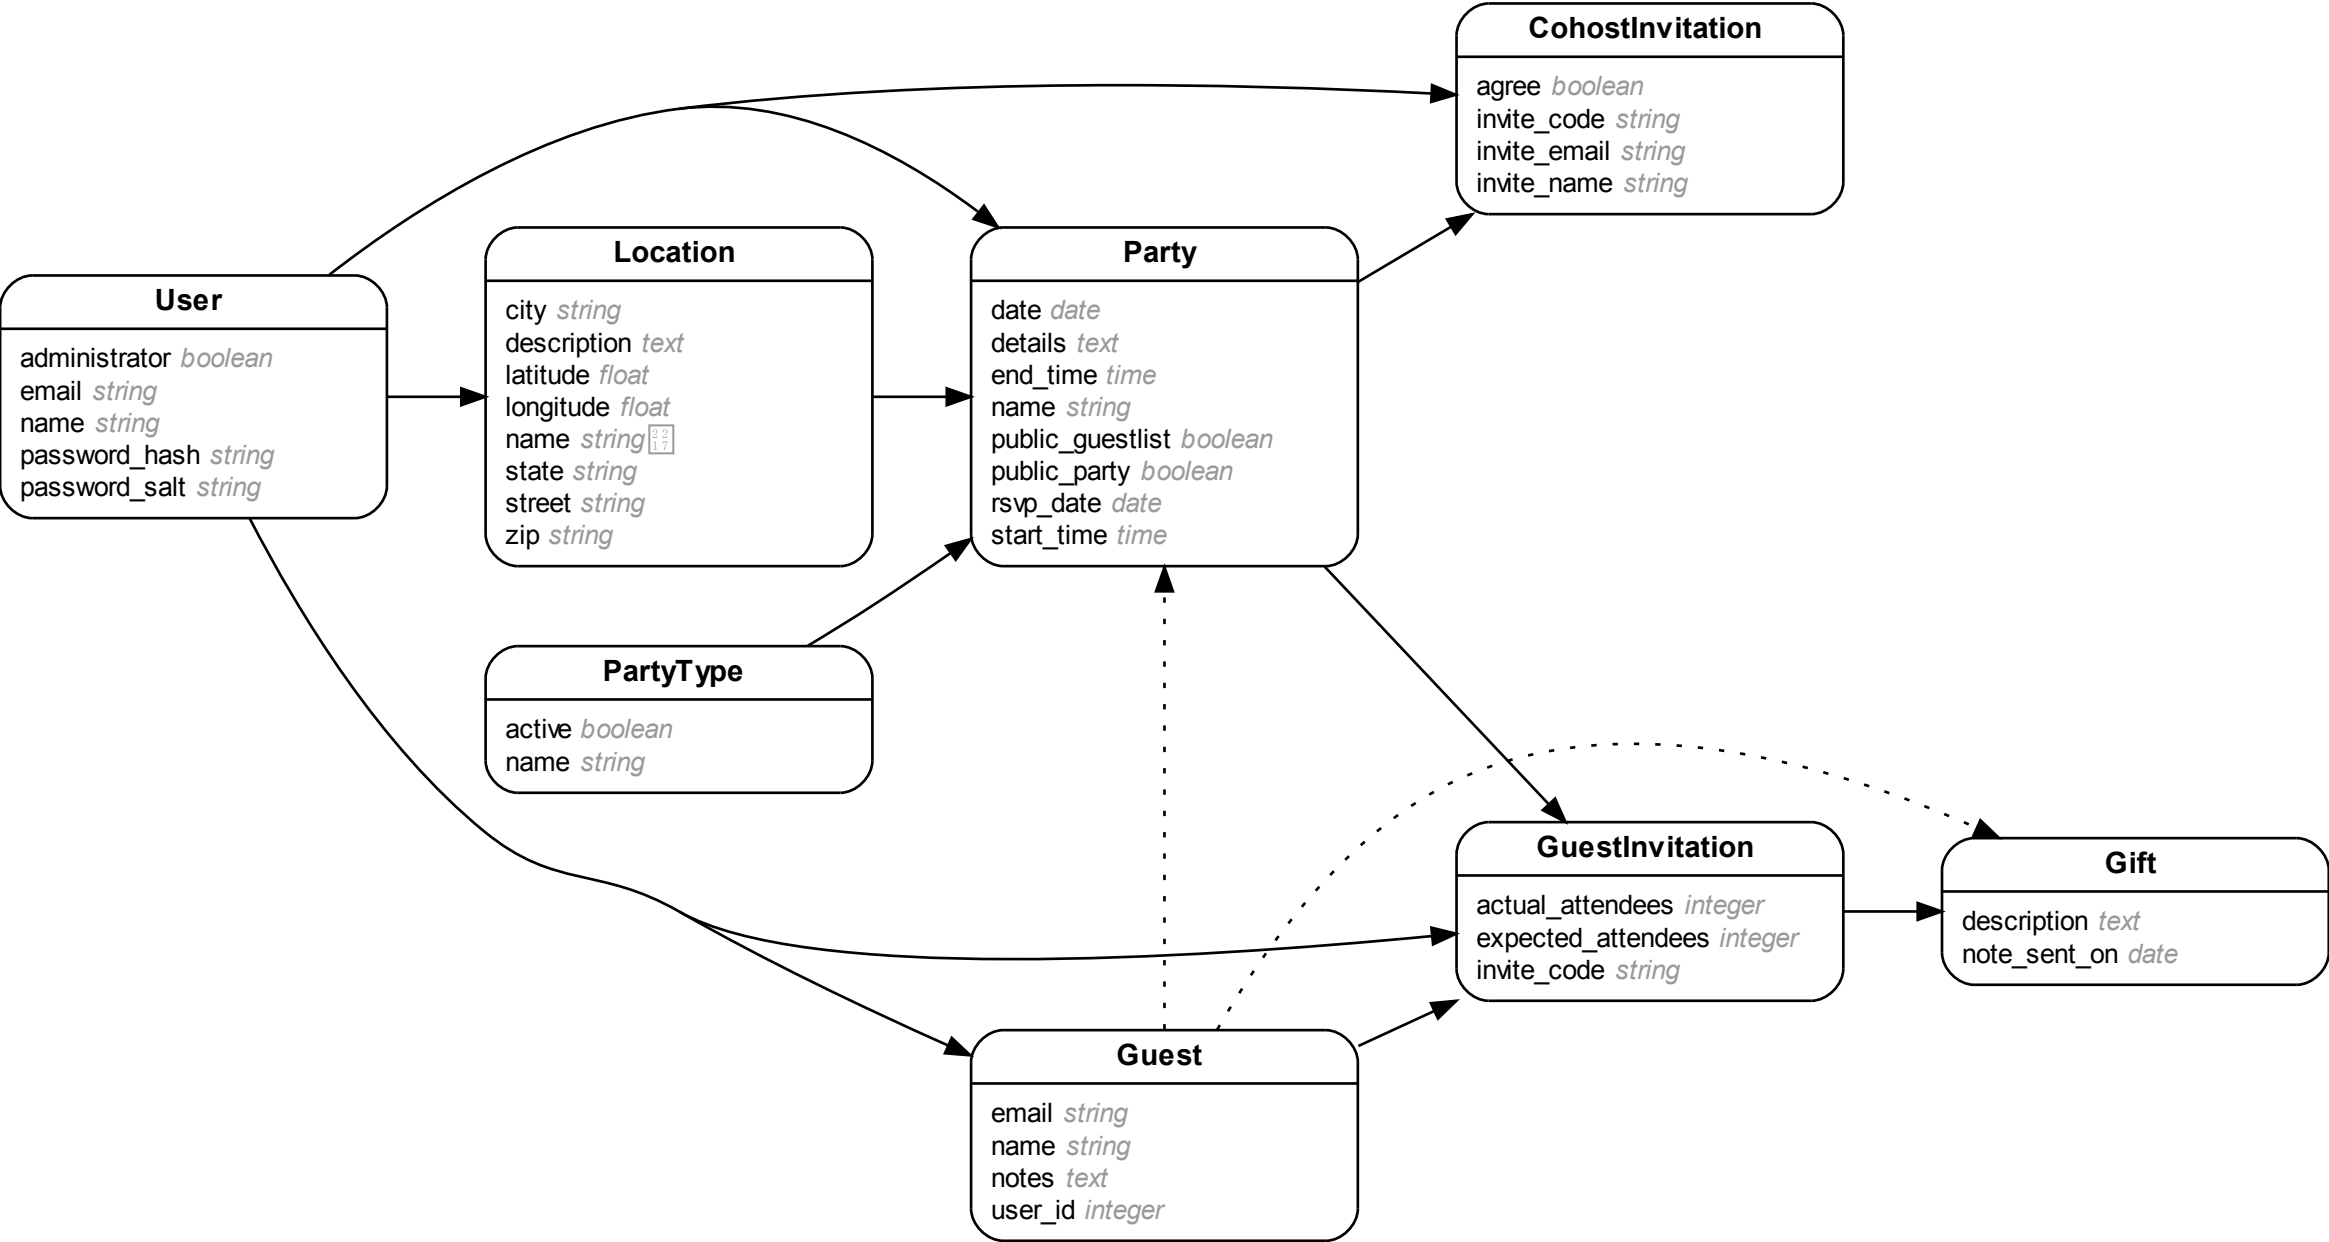 CohostInvitation
agree boolean
invite_code string
invite_email string
invite_name string
Location
city string
description text
latitude float
longitude float
name string
state string
street string
zip string
Party
date date
details text
end_time time
name string
public_guestlist boolean
public_party boolean
rsvp_date date
start_time time
User
administrator boolean
email string
name string
password_hash string
password_salt string
PartyType
active boolean
name string
GuestInvitation
actual_attendees integer
expected_attendees integer
invite_code string
Gift
description text
note_sent_on date
Guest
email string
name string
notes text
user_id integer